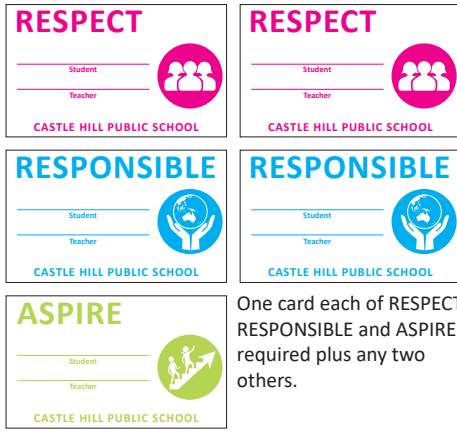 RESPECT
Student
Teacher
CASTLE HILL PUBLIC SCHOOL
RESPECT
Student
Teacher
CASTLE HILL PUBLIC SCHOOL
RESPONSIBLE
Student
Teacher
CASTLE HILL PUBLIC SCHOOL
RESPONSIBLE
Student
Teacher
CASTLE HILL PUBLIC SCHOOL
ASPIRE
Student
Teacher
CASTLE HILL PUBLIC SCHOOL
One card each of RESPECT
RESPONSIBLE and ASPIRE
required plus any two
others.